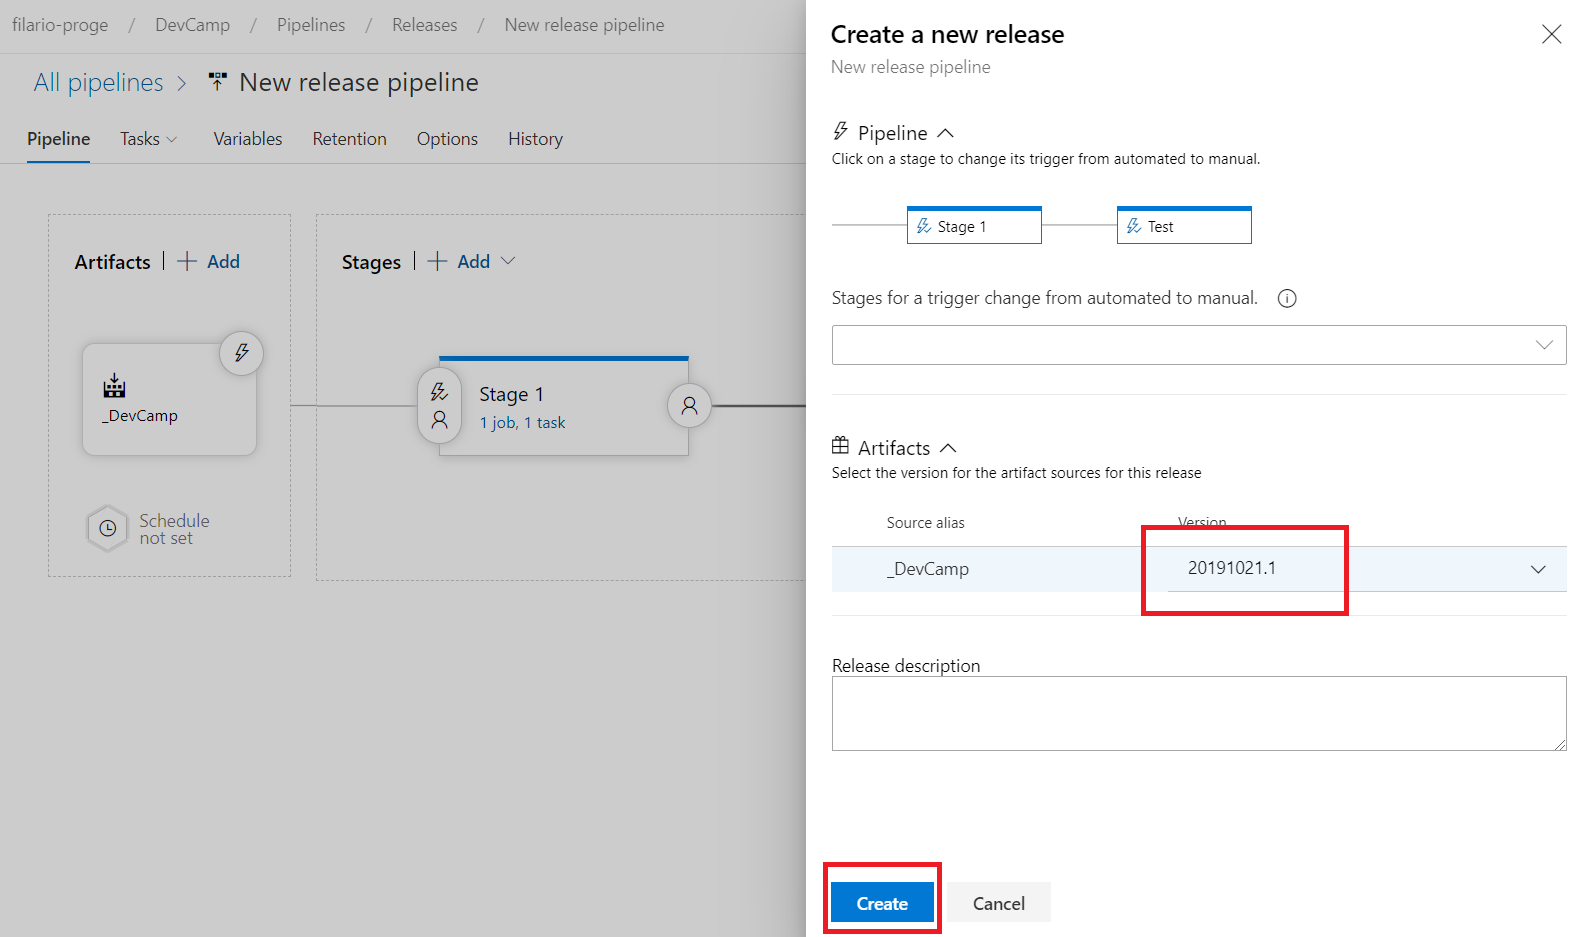 filario-proge / DevCamp / Pipelines / Releases / New release pipeline
All pipelines > New release pipeline
Pipeline Tasks Variables Retention Options History
Artifacts | + Add
Stages | + Add
_DevCamp
Stage 1
1 job, 1 task
Schedule
not set
Create a new release
New release pipeline
Pipeline
Click on a stage to change its trigger from automated to manual.
Stage 1
Test
Stages for a trigger change from automated to manual.
Artifacts
Select the version for the artifact sources for this release
Source alias Version
_DevCamp 20191021.1
Release description
Create Cancel